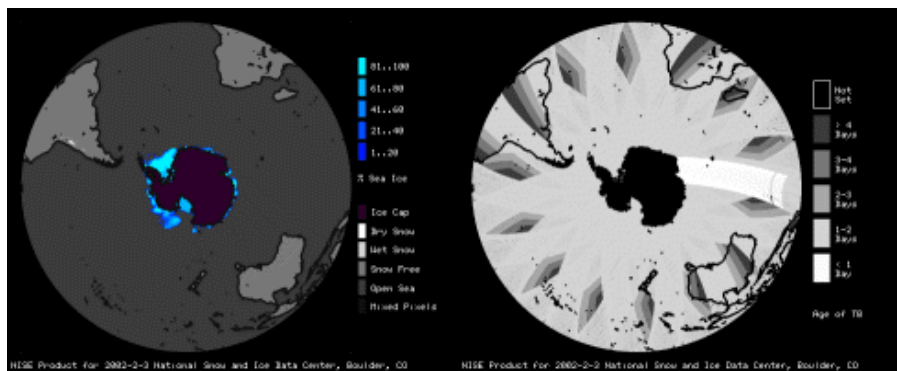 81..100
61..80
41..60
21..40
1..20
% Sea Ice
Ice Cap
Dry Snow
Wet Snow
Snow Free
Open Sea
Mixed Pixels
NISE Product for 2002-2-3 National Snow and Ice Data Center, Boulder, CO
Not
Set
> 4
Days
3-4
Days
2-3
Days
1-2
Days
< 1
Day
Age of TB
NISE Product for 2002-2-3 National Snow and Ice Data Center, Boulder, CO